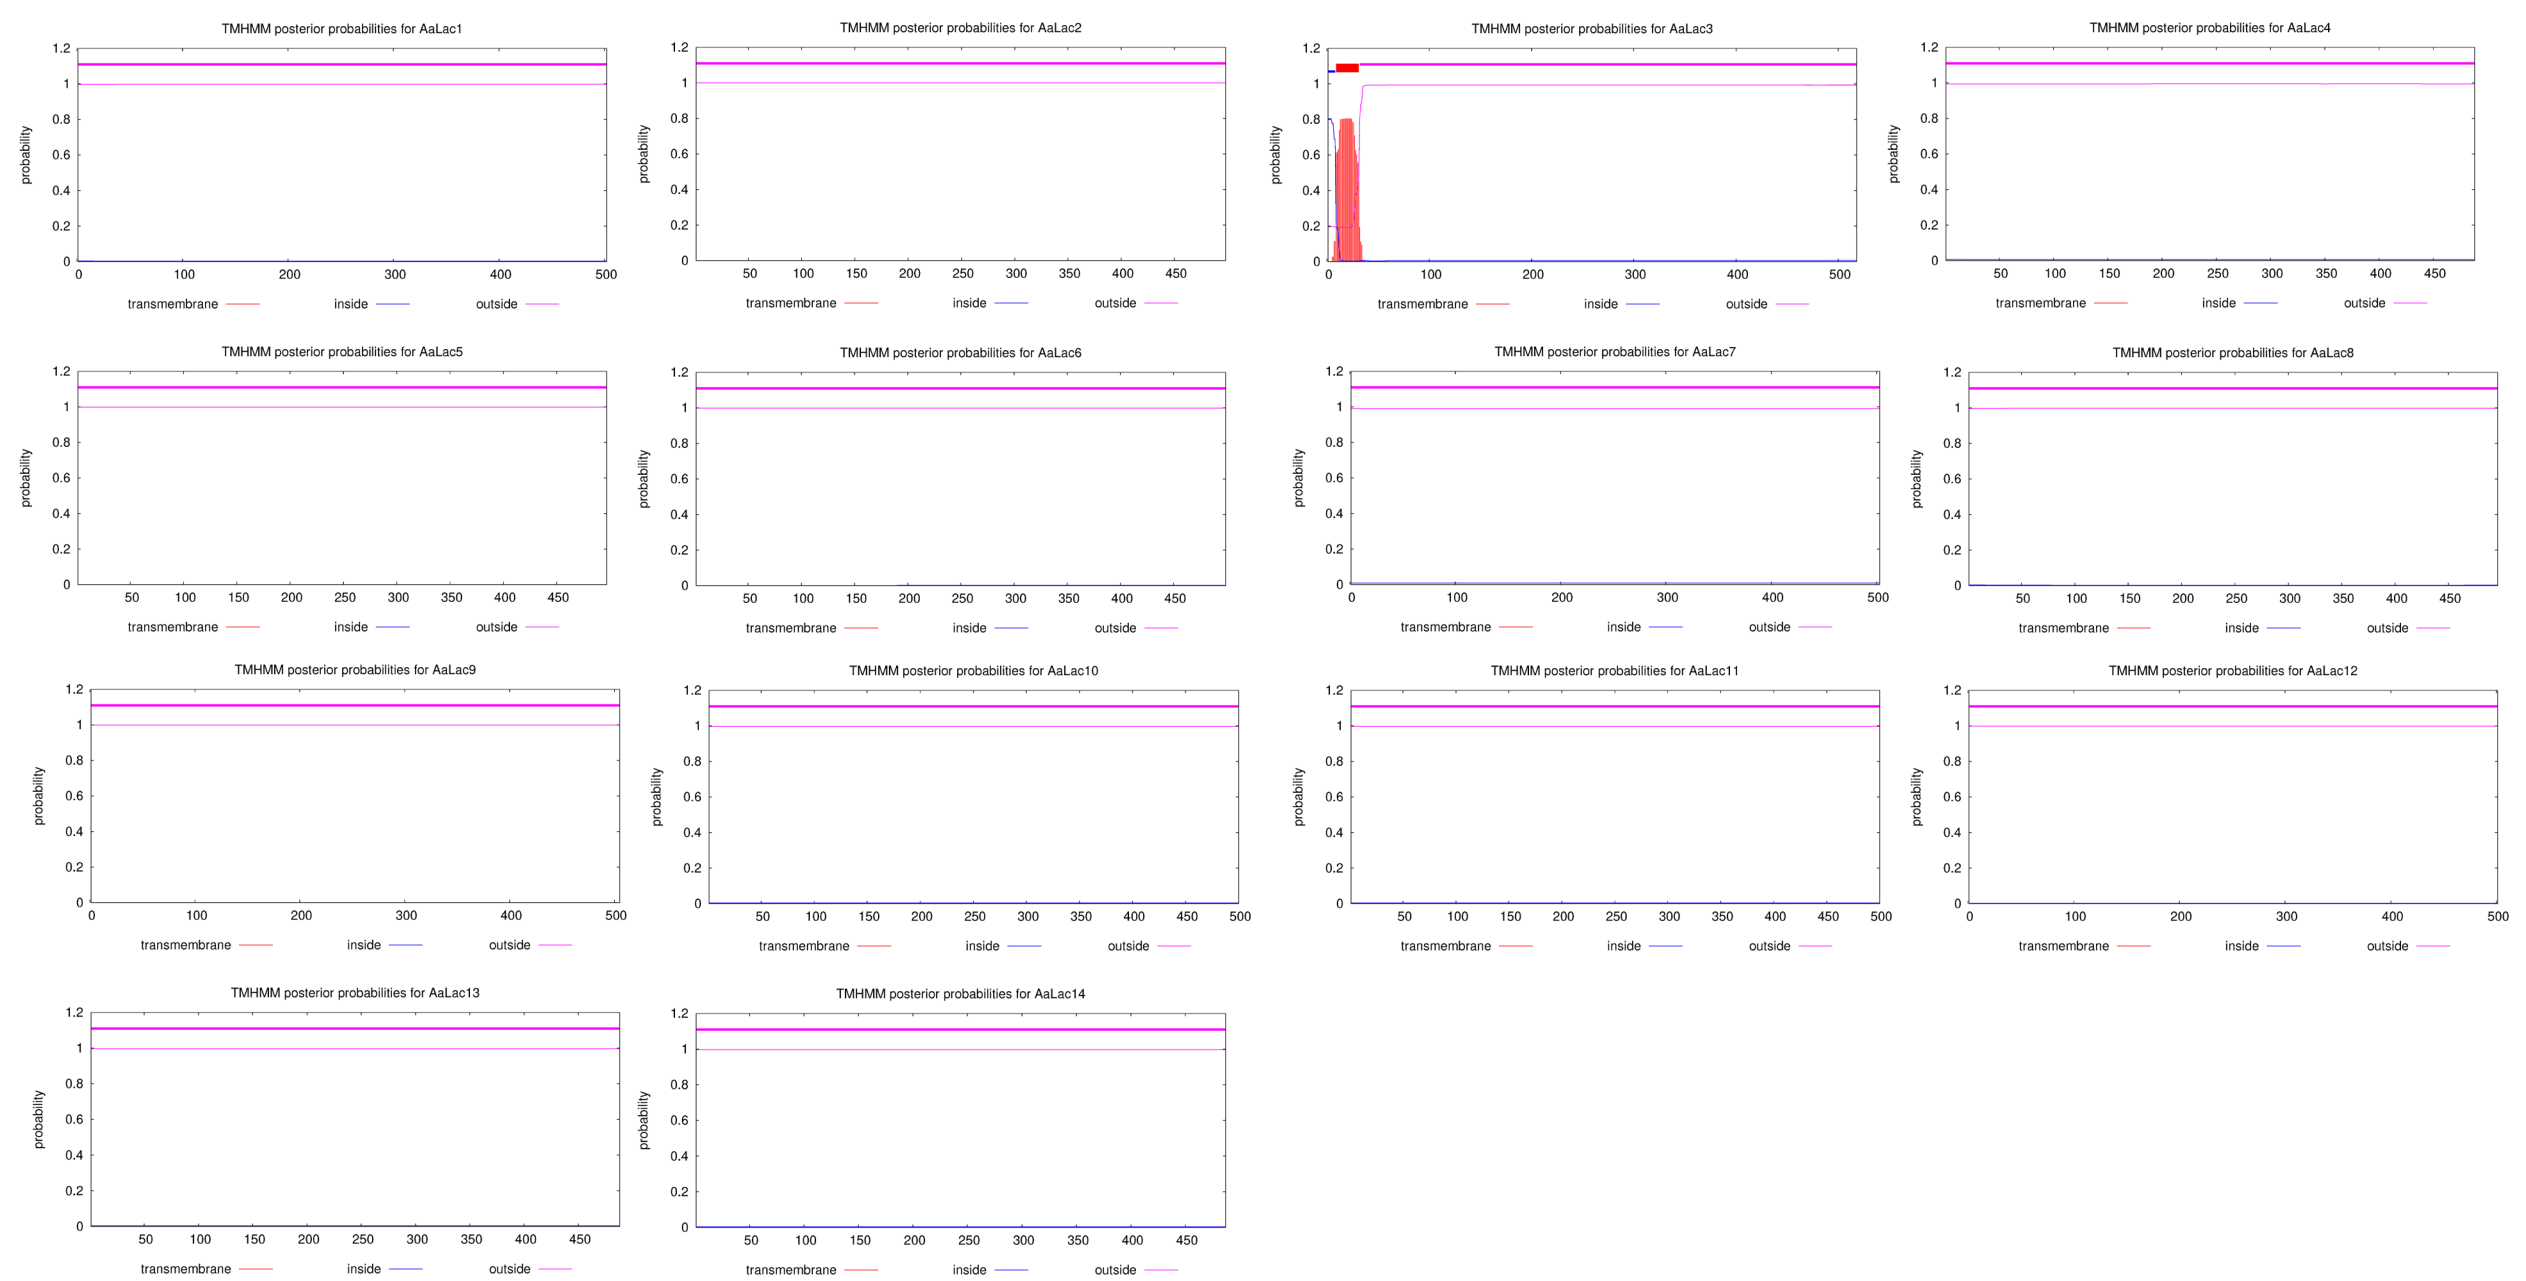 TMHMM posterior probabilities for AaLac1
1.2
1
0.8
0.6
0.4
0.2
0
probability
0 100 200 300 400 500
transmembrane inside outside
TMHMM posterior probabilities for AaLac2
1.2
1
0.8
0.6
0.4
0.2
0
probability
50 100 150 200 250 300 350 400 450
transmembrane inside outside
TMHMM posterior probabilities for AaLac3
1.2
1
0.8
0.6
0.4
0.2
0
probability
0 100 200 300 400 500
transmembrane inside outside
TMHMM posterior probabilities for AaLac4
1.2
1
0.8
0.6
0.4
0.2
0
probability
50 100 150 200 250 300 350 400 450
transmembrane inside outside
TMHMM posterior probabilities for AaLac5
1.2
1
0.8
0.6
0.4
0.2
0
probability
50 100 150 200 250 300 350 400 450
transmembrane inside outside
TMHMM posterior probabilities for AaLac6
1.2
1
0.8
0.6
0.4
0.2
0
probability
50 100 150 200 250 300 350 400 450
transmembrane inside outside
TMHMM posterior probabilities for AaLac7
1.2
1
0.8
0.6
0.4
0.2
0
probability
0 100 200 300 400 500
transmembrane inside outside
TMHMM posterior probabilities for AaLac8
1.2
1
0.8
0.6
0.4
0.2
0
probability
50 100 150 200 250 300 350 400 450
transmembrane inside outside
TMHMM posterior probabilities for AaLac9
1.2
1
0.8
0.6
0.4
0.2
0
probability
0 100 200 300 400 500
transmembrane inside outside
TMHMM posterior probabilities for AaLac10
1.2
1
0.8
0.6
0.4
0.2
0
probability
50 100 150 200 250 300 350 400 450 500
transmembrane inside outside
TMHMM posterior probabilities for AaLac11
1.2
1
0.8
0.6
0.4
0.2
0
probability
50 100 150 200 250 300 350 400 450 500
transmembrane inside outside
TMHMM posterior probabilities for AaLac12
1.2
1
0.8
0.6
0.4
0.2
0
probability
0 100 200 300 400 500
transmembrane inside outside
TMHMM posterior probabilities for AaLac13
1.2
1
0.8
0.6
0.4
0.2
0
probability
50 100 150 200 250 300 350 400 450
transmembrane inside outside
TMHMM posterior probabilities for AaLac14
1.2
1
0.8
0.6
0.4
0.2
0
probability
50 100 150 200 250 300 350 400 450
transmembrane inside outside